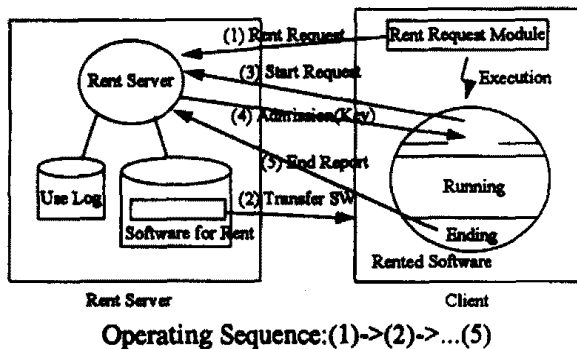 (1) Rent Request
Rent Request Module
Rent Server
(3) Start Request
Execution
(4) Admission(Key)
(5) End Report
Use Log
Running
(2) Transfer SW
Software for Rent
Ending
Rented Software
Rent Server
Client
Operating Sequence:(1)->(2)->...(5)